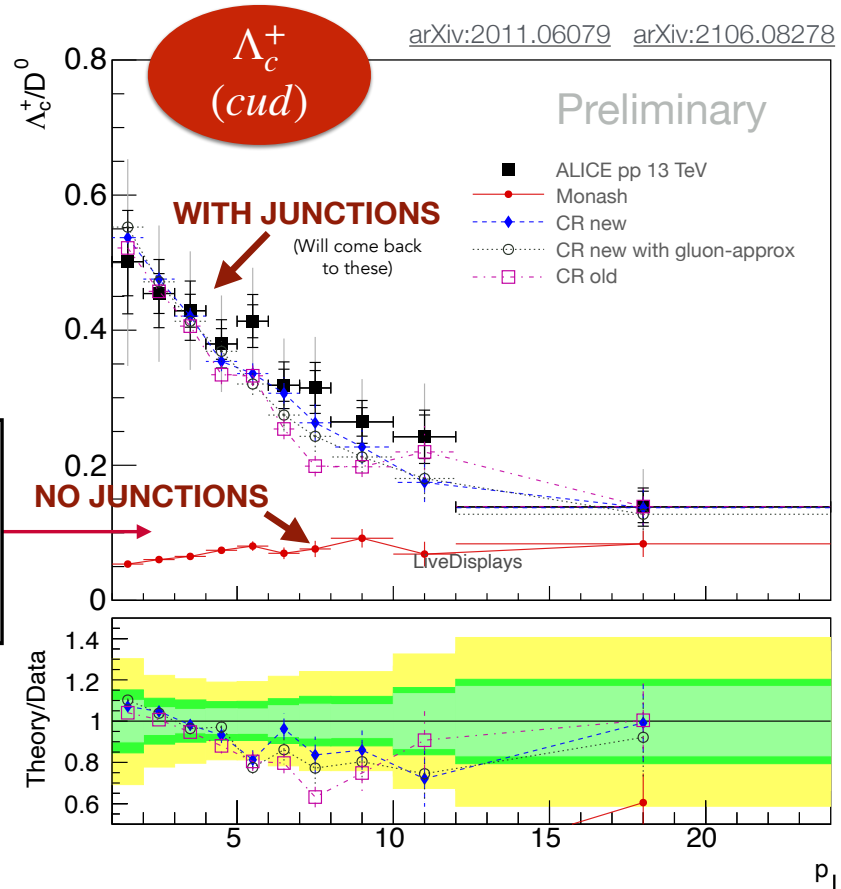 Λc+
(cud)
arXiv:2011.06079 arXiv:2106.08278
Λc+/D0
Preliminary
ALICE pp 13 TeV
Monash
CR new
CR new with gluon-approx
CR old
WITH JUNCTIONS
(Will come back
to these)
NO JUNCTIONS
LiveDisplays
0.8
0.6
0.4
0.2
0
Theory/Data
1.4
1.2
1
0.8
0.6
5 10 15 20
p